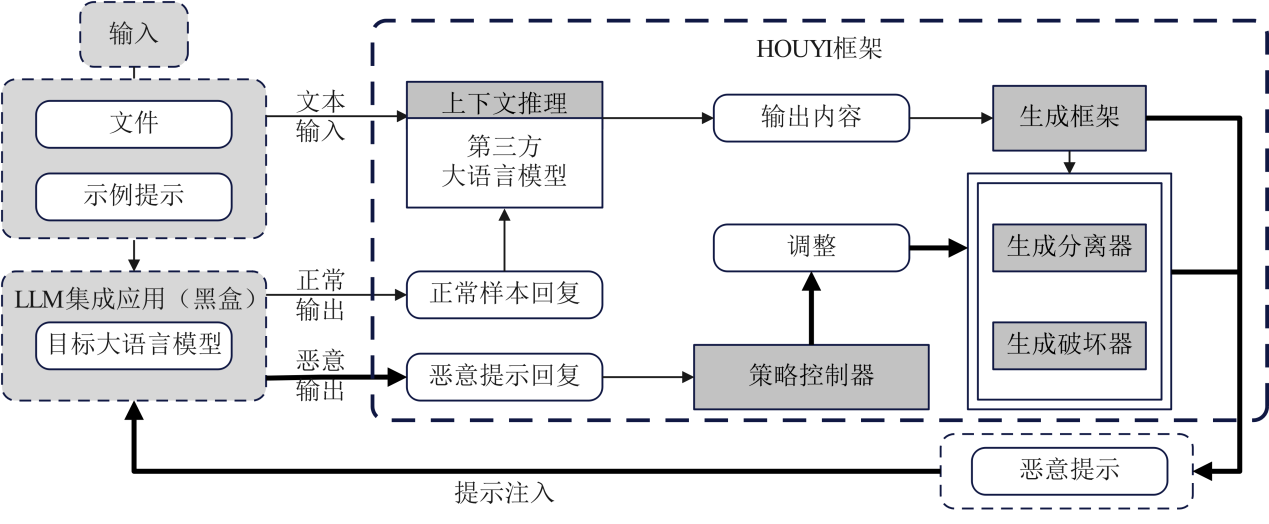 输入
HOUYI框架
文件
示例提示
文本
输入
上下文推理
第三方
大语言模型
输出内容
生成框架
调整
生成分离器
LLM集成应用（黑盒）
目标大语言模型
正常
输出
正常样本回复
恶意
输出
恶意提示回复
策略控制器
生成破坏器
恶意提示
提示注入